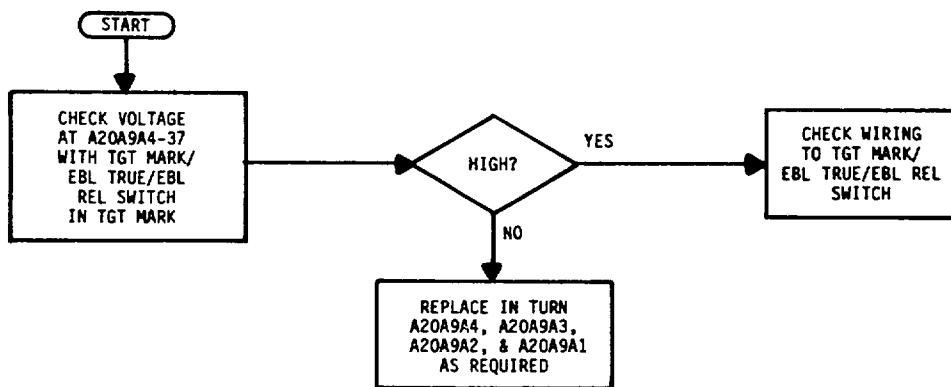 START
CHECK VOLTAGE
AT A20A9A4-37
WITH TGT MARK/
EBL TRUE/EBL
REL SWITCH
IN TGT MARK
HIGH?
YES
CHECK WIRING
TO TGT MARK/
EBL TRUE/EBL REL
SWITCH
NO
REPLACE IN TURN
A20A9A4, A20A9A3,
A20A9A2, & A20A9A1
AS REQUIRED